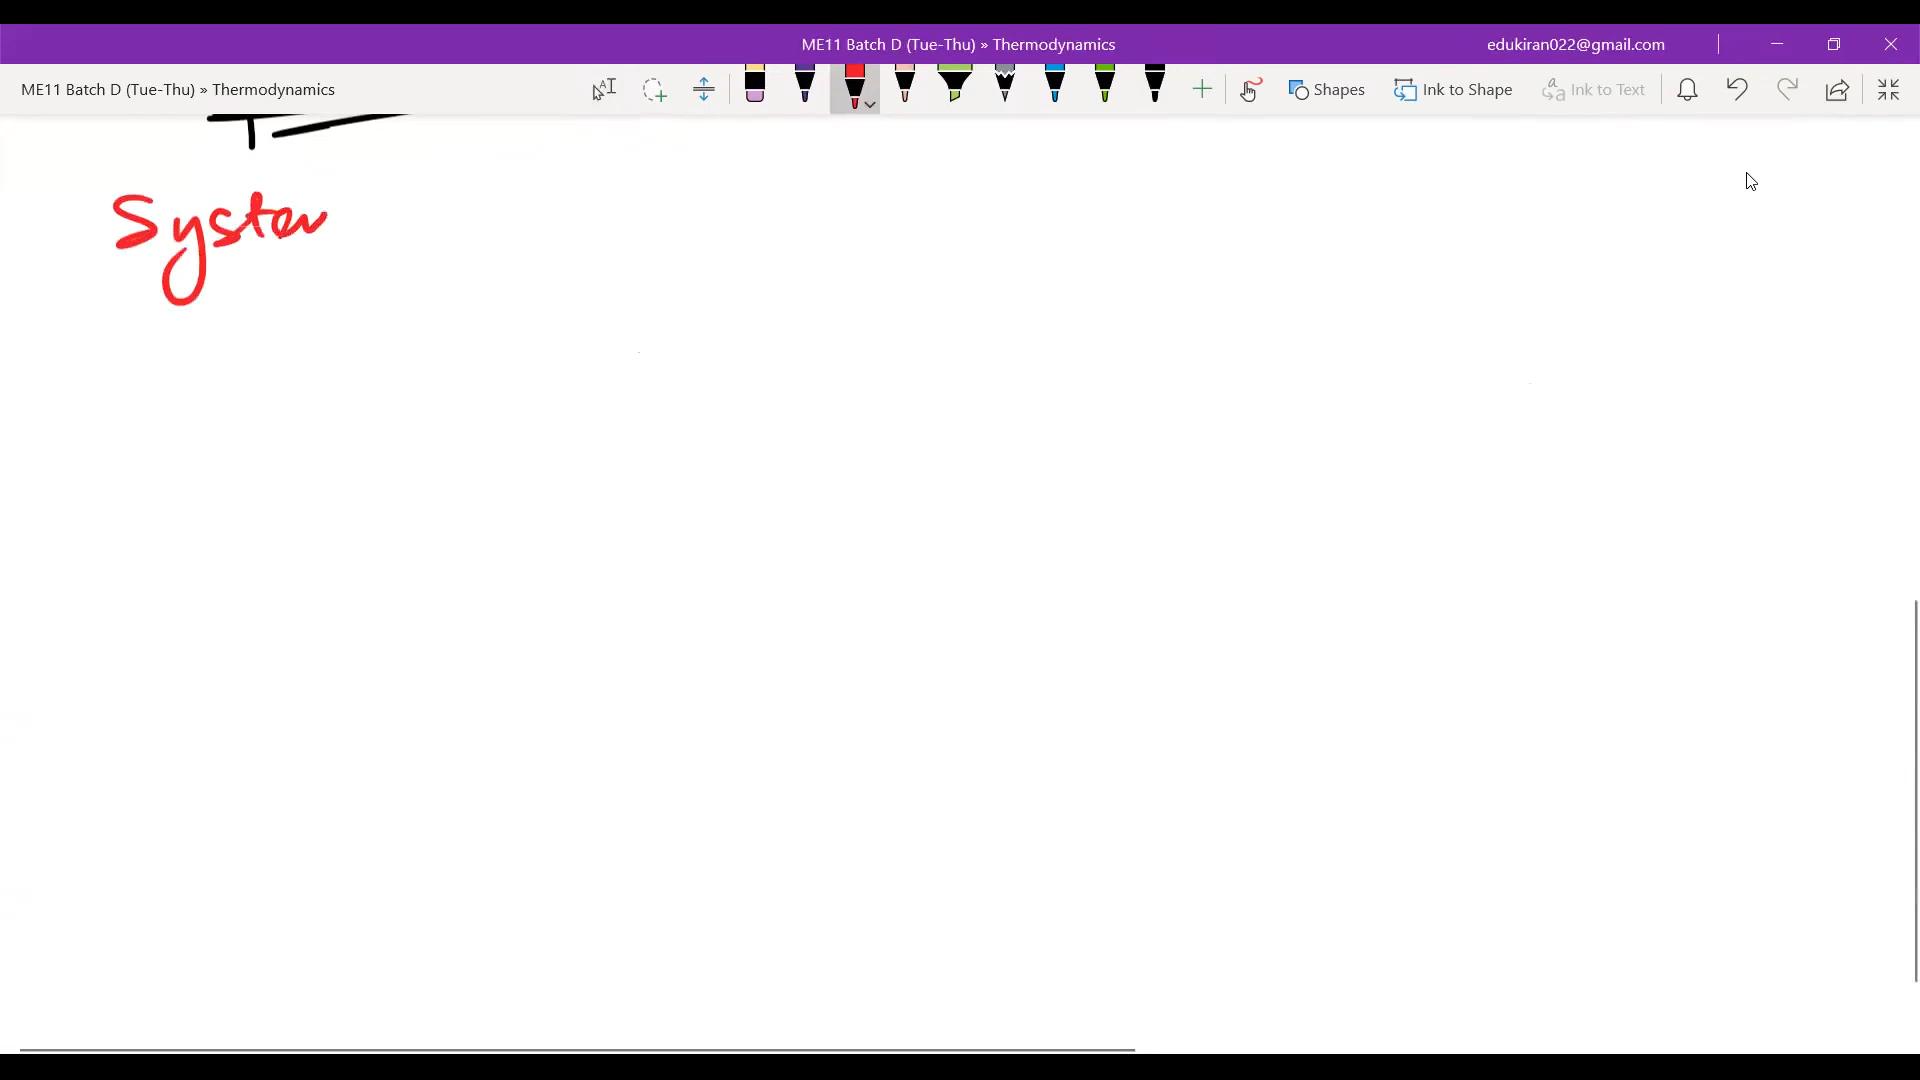 ME11 Batch D (Tue-Thu) » Thermodynamics
edukiran022@gmail.com
ME11 Batch D (Tue-Thu) » Thermodynamics
Shapes
Ink to Shape
Ink to Text
Syster